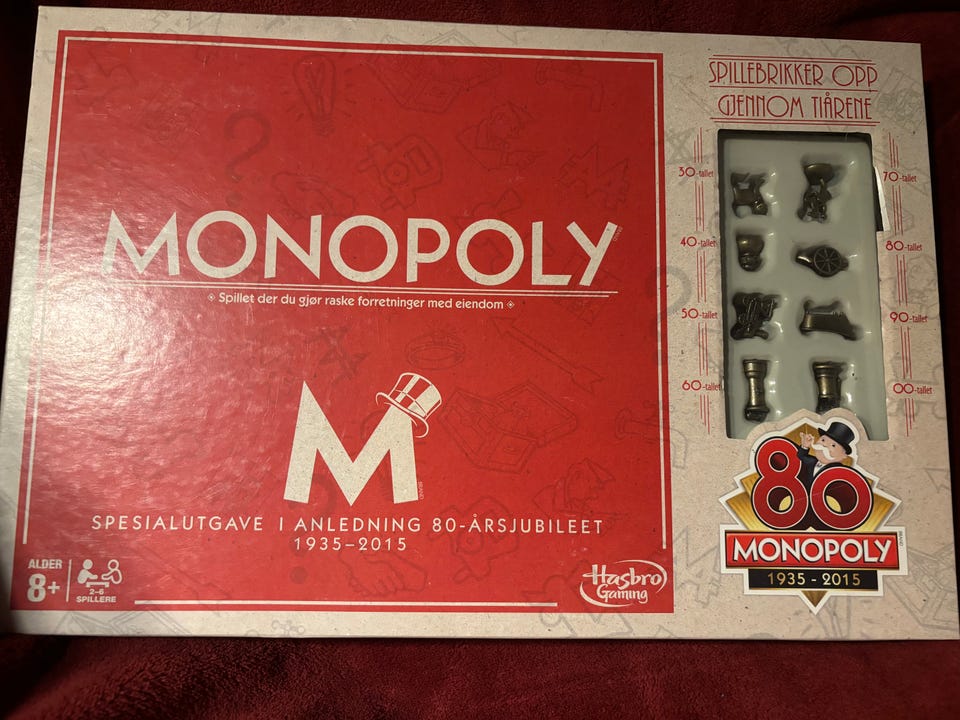 MONOPOLY
Spillet der du gjør raske forretninger med eiendom
M
SPESIALUTGAVE I ANLEDNING 80-ÅRSJUBILEET
1935–2015
ALDER
8+
2-6
SPILLERE
Hasbro
Gaming
SPILLEBRIKKER OPP
GJENNOM TIÅRENE
30-tallet
70-tallet
40-tallet
80-tallet
50-tallet
90-tallet
60-tallet
00-tallet
80
MONOPOLY
1935 - 2015